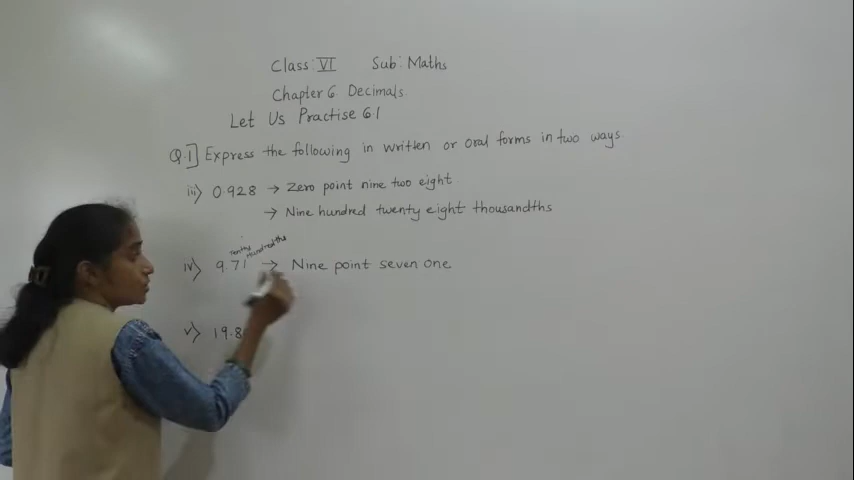 Class: VI Sub: Maths
Chapter 6 Decimals.
Let Us Practise 6.1
Q.1] Express the following in written or oral forms in two ways
iii) 0.928 → Zero point nine two eight
→ Nine hundred twenty eight thousandths
Tenths Hundredths
iv) 9.71 → Nine point seven one
v) 19.8